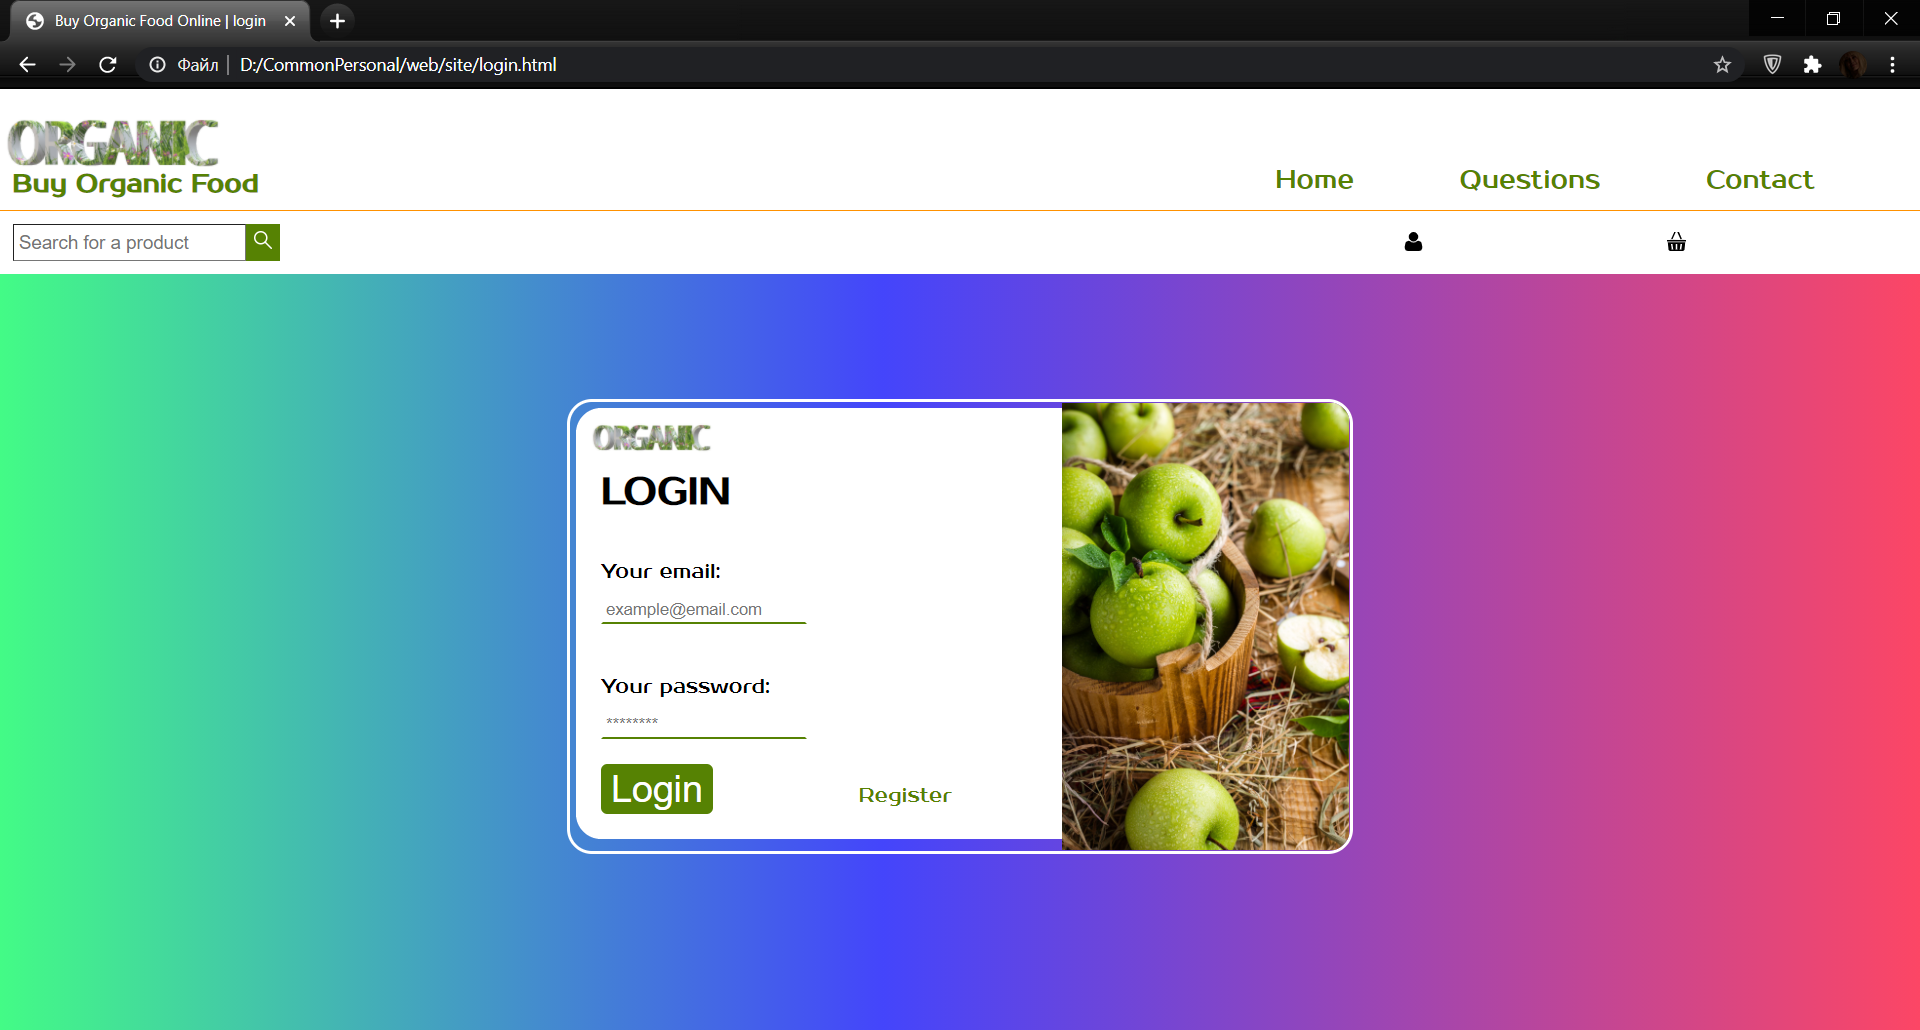 Buy Organic Food Online | login
Файл | D:/CommonPersonal/web/site/login.html
ORGANIC
Buy Organic Food
Home Questions Contact
Search for a product
ORGANIC
LOGIN
Your email:
example@email.com
Your password:
********
Login Register